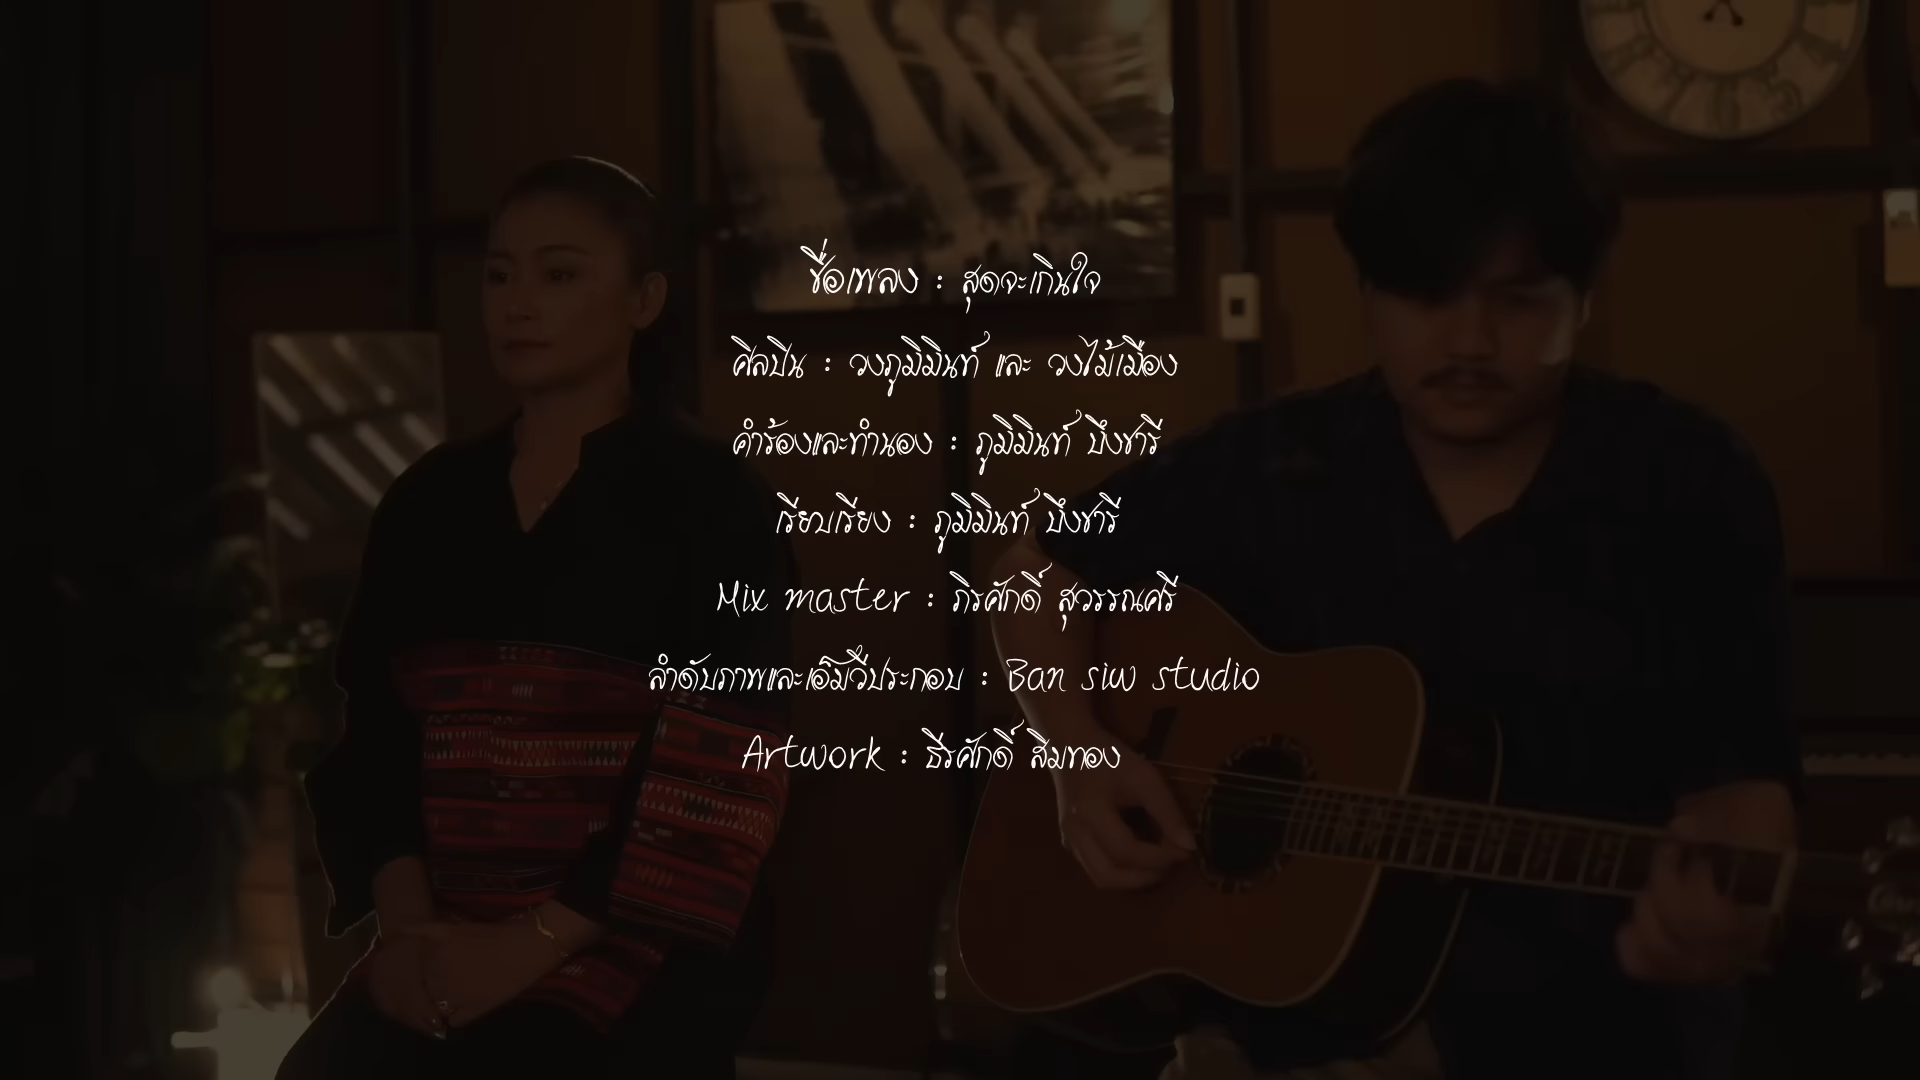 ชื่อเพลง : สุดจะเกินใจ
ศิลปิน : วงภูมิมินท์ และ วงไม้เมือง
คำร้องและทำนอง : ภูมิมินท์ บึงชารี
เรียบเรียง : ภูมิมินท์ บึงชารี
Mix master : ภิรศักดิ์ สุวรรณศรี
ลำดับภาพและเอ็มวีประกอบ : Ban siw studio
Artwork : ธีรศักดิ์ สิมทอง